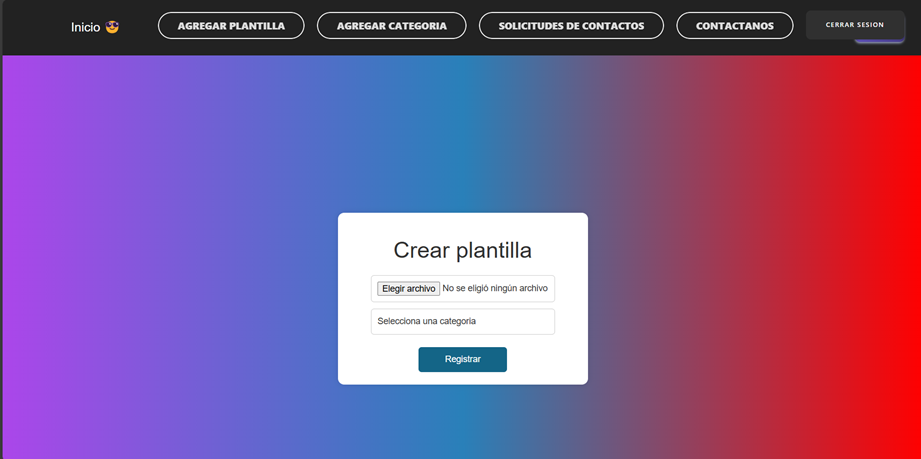 Inicio 😎
AGREGAR PLANTILLA
AGREGAR CATEGORIA
SOLICITUDES DE CONTACTOS
CONTACTANOS
CERRAR SESION
Crear plantilla
Elegir archivo No se eligió ningún archivo
Selecciona una categoria
Registrar